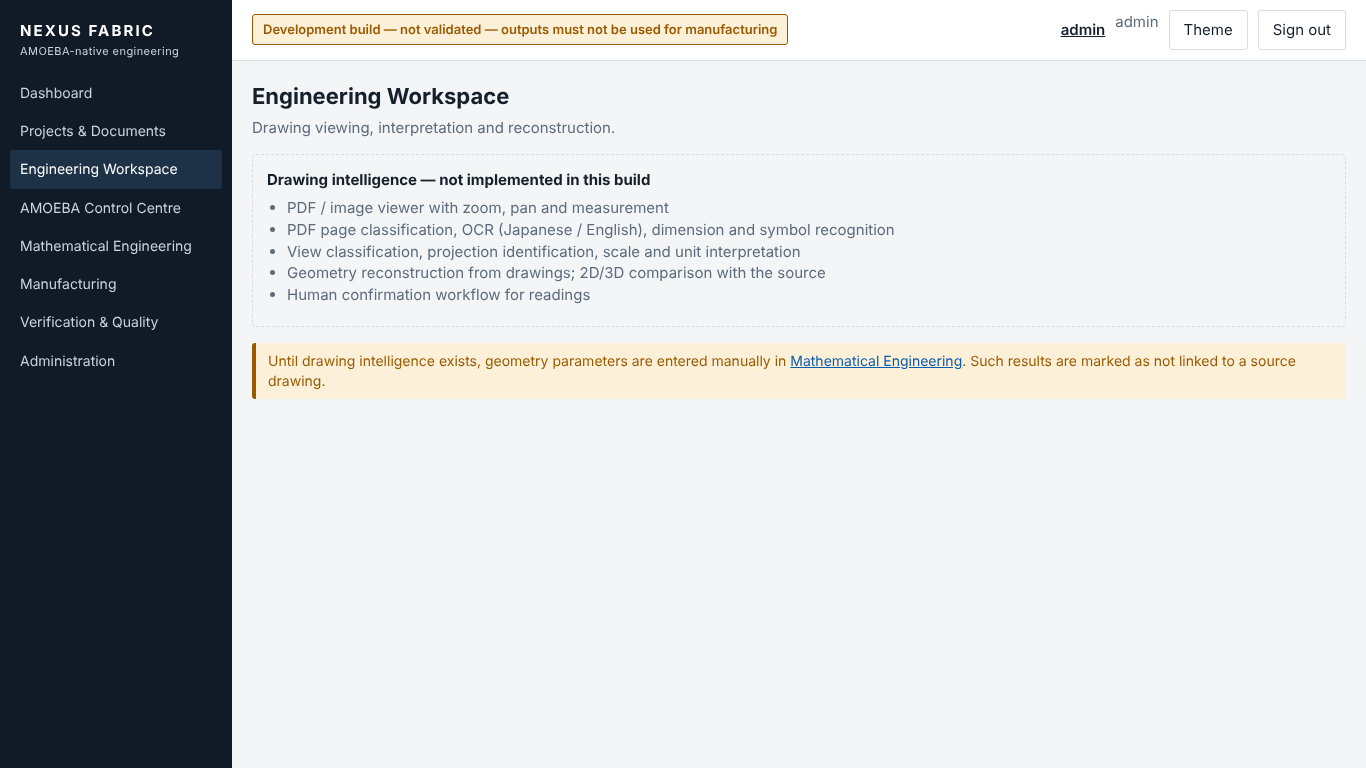 NEXUS FABRIC
AMOEBA-native engineering
Dashboard
Projects & Documents
Engineering Workspace
AMOEBA Control Centre
Mathematical Engineering
Manufacturing
Verification & Quality
Administration
Development build — not validated — outputs must not be used for manufacturing
admin
admin
Theme
Sign out
Engineering Workspace
Drawing viewing, interpretation and reconstruction.
Drawing intelligence — not implemented in this build
PDF / image viewer with zoom, pan and measurement
PDF page classification, OCR (Japanese / English), dimension and symbol recognition
View classification, projection identification, scale and unit interpretation
Geometry reconstruction from drawings; 2D/3D comparison with the source
Human confirmation workflow for readings
Until drawing intelligence exists, geometry parameters are entered manually in Mathematical Engineering. Such results are marked as not linked to a source
drawing.